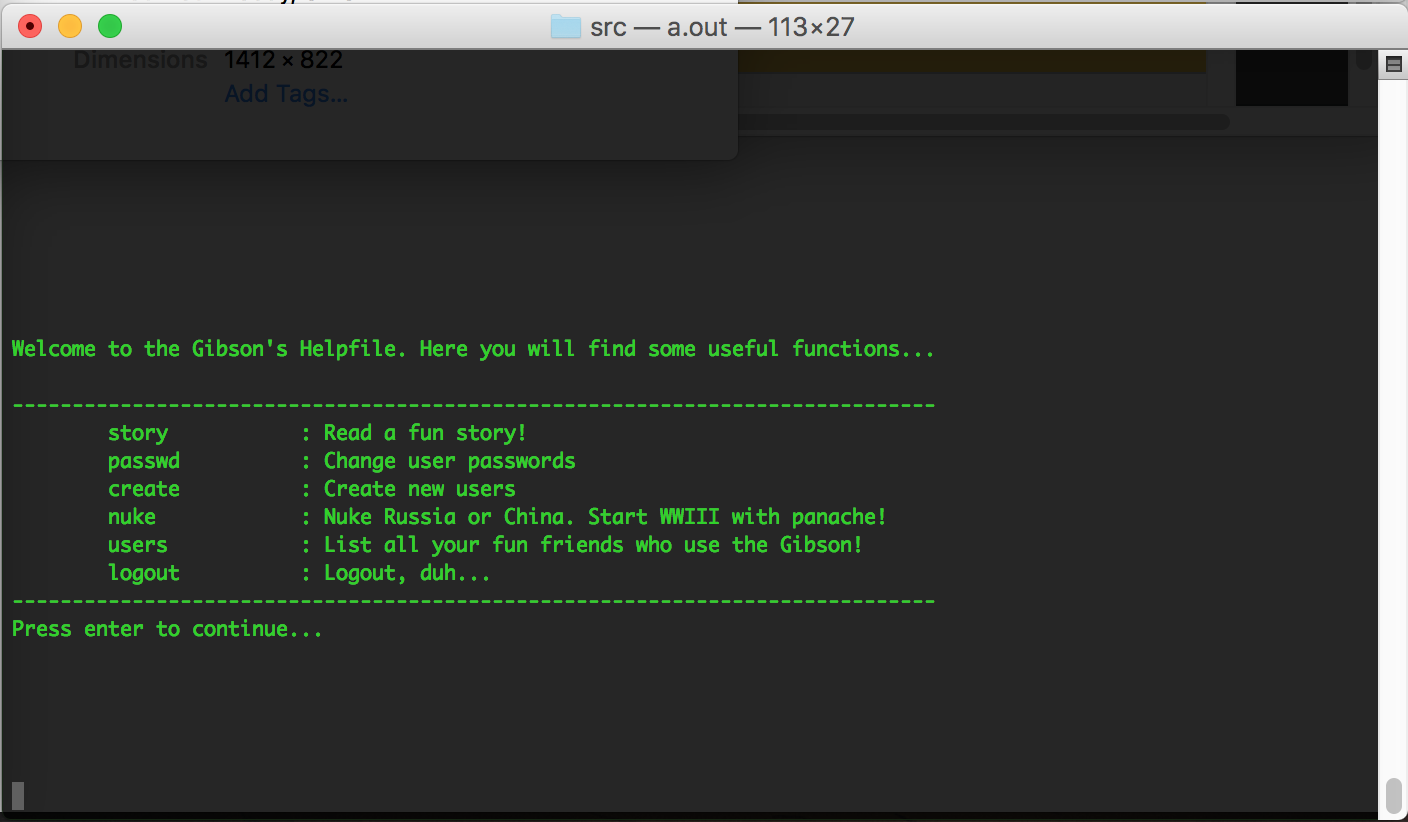 src — a.out — 113×27
Dimensions 1412 × 822
Add Tags...
Welcome to the Gibson's Helpfile. Here you will find some useful functions...
-----------------------------------------------------------------------------
story : Read a fun story!
passwd : Change user passwords
create : Create new users
nuke : Nuke Russia or China. Start WWIII with panache!
users : List all your fun friends who use the Gibson!
logout : Logout, duh...
-----------------------------------------------------------------------------
Press enter to continue...